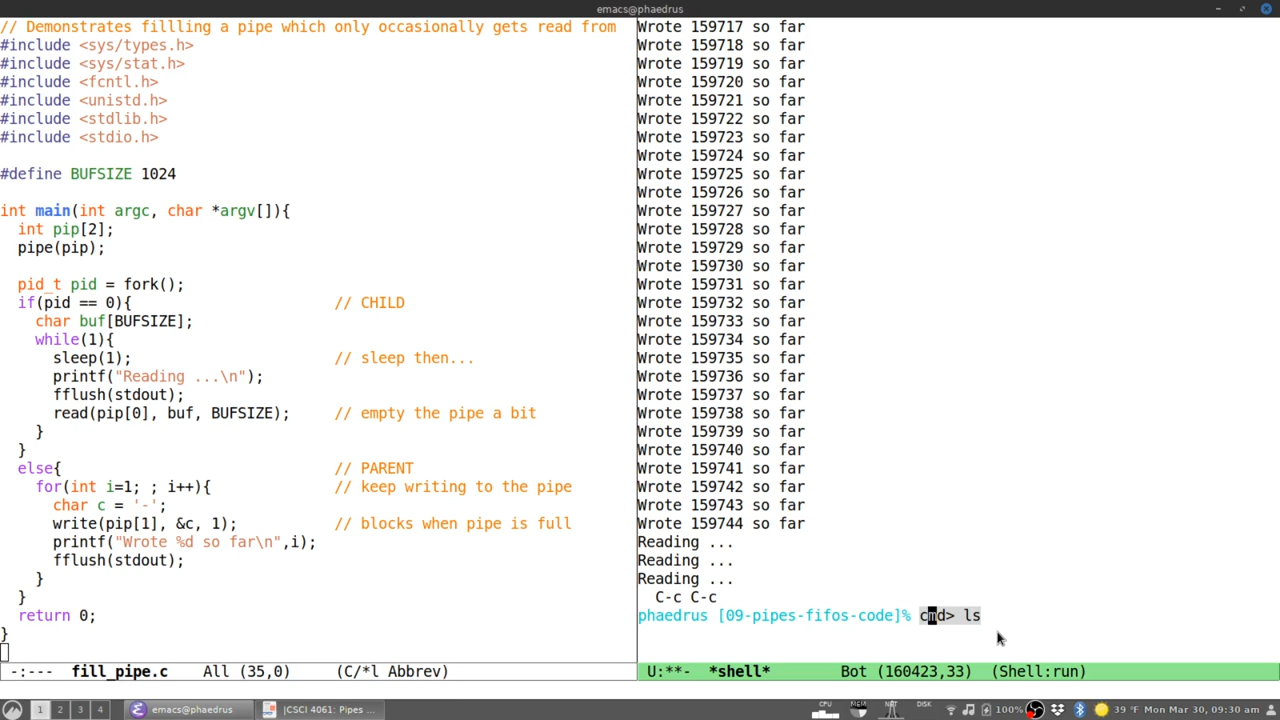 emacs@phaedrus
// Demonstrates fillling a pipe which only occasionally gets read from
#include <sys/types.h>
#include <sys/stat.h>
#include <fcntl.h>
#include <unistd.h>
#include <stdlib.h>
#include <stdio.h>
#define BUFSIZE 1024
int main(int argc, char *argv[]){
  int pip[2];
  pipe(pip);
  pid_t pid = fork();
  if(pid == 0){                       // CHILD
    char buf[BUFSIZE];
    while(1){
      sleep(1);                       // sleep then...
      printf("Reading ...\n");
      fflush(stdout);
      read(pip[0], buf, BUFSIZE);     // empty the pipe a bit
    }
  }
  else{                               // PARENT
    for(int i=1; ; i++){              // keep writing to the pipe
      char c = '-';
      write(pip[1], &c, 1);           // blocks when pipe is full
      printf("Wrote %d so far\n",i);
      fflush(stdout);
    }
  }
  return 0;
}
-:---  fill_pipe.c    All (35,0)     (C/*l Abbrev)
Wrote 159717 so far
Wrote 159718 so far
Wrote 159719 so far
Wrote 159720 so far
Wrote 159721 so far
Wrote 159722 so far
Wrote 159723 so far
Wrote 159724 so far
Wrote 159725 so far
Wrote 159726 so far
Wrote 159727 so far
Wrote 159728 so far
Wrote 159729 so far
Wrote 159730 so far
Wrote 159731 so far
Wrote 159732 so far
Wrote 159733 so far
Wrote 159734 so far
Wrote 159735 so far
Wrote 159736 so far
Wrote 159737 so far
Wrote 159738 so far
Wrote 159739 so far
Wrote 159740 so far
Wrote 159741 so far
Wrote 159742 so far
Wrote 159743 so far
Wrote 159744 so far
Reading ...
Reading ...
Reading ...
  C-c C-c
phaedrus [09-pipes-fifos-code]% cmd> ls
U:**-  *shell*        Bot (160423,33)  (Shell:run)
1 2 3 4 emacs@phaedrus |CSCI 4061: Pipes ... CPU MEM NET DISK 100% 39 °F Mon Mar 30, 09:30 am